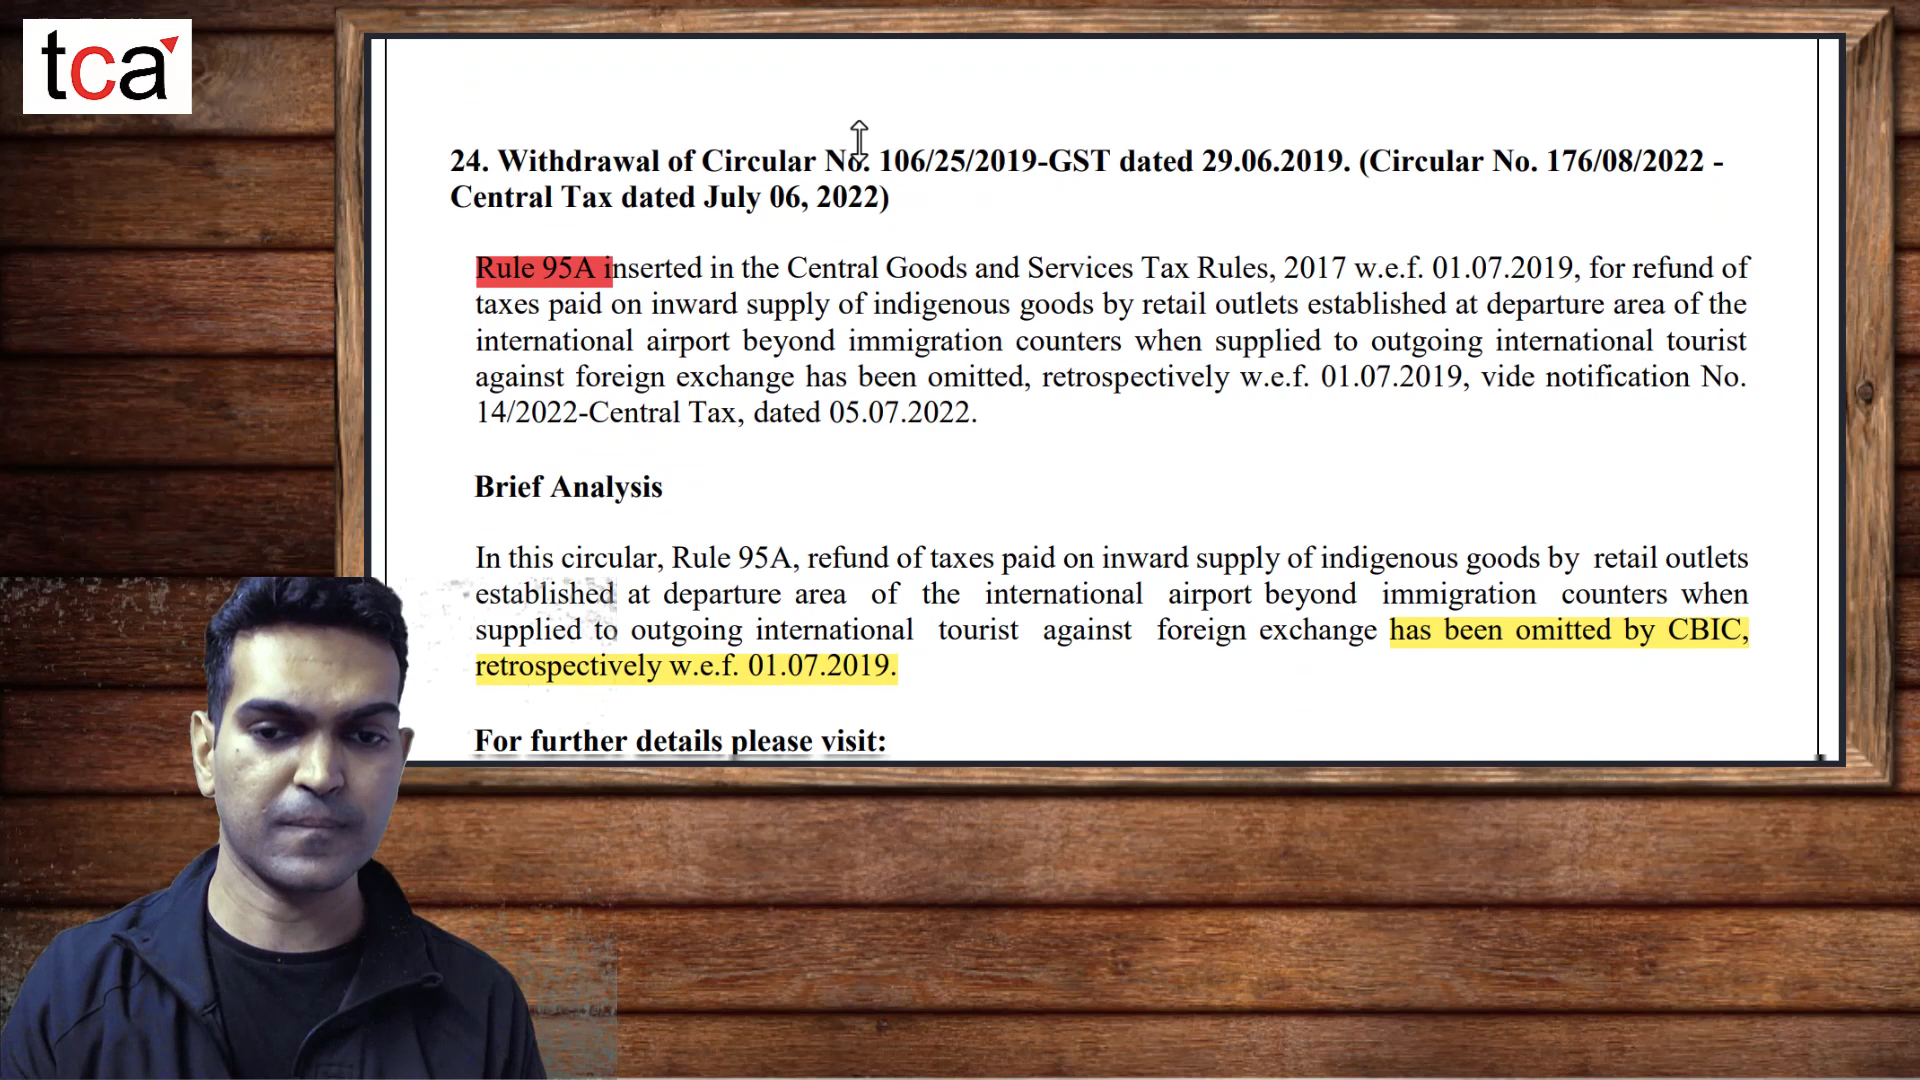 tca
24. Withdrawal of Circular No. 106/25/2019-GST dated 29.06.2019. (Circular No. 176/08/2022 -
Central Tax dated July 06, 2022)
Rule 95A inserted in the Central Goods and Services Tax Rules, 2017 w.e.f. 01.07.2019, for refund of
taxes paid on inward supply of indigenous goods by retail outlets established at departure area of the
international airport beyond immigration counters when supplied to outgoing international tourist
against foreign exchange has been omitted, retrospectively w.e.f. 01.07.2019, vide notification No.
14/2022-Central Tax, dated 05.07.2022.
Brief Analysis
In this circular, Rule 95A, refund of taxes paid on inward supply of indigenous goods by retail outlets
established at departure area of the international airport beyond immigration counters when
supplied to outgoing international tourist against foreign exchange has been omitted by CBIC,
retrospectively w.e.f. 01.07.2019.
For further details please visit: